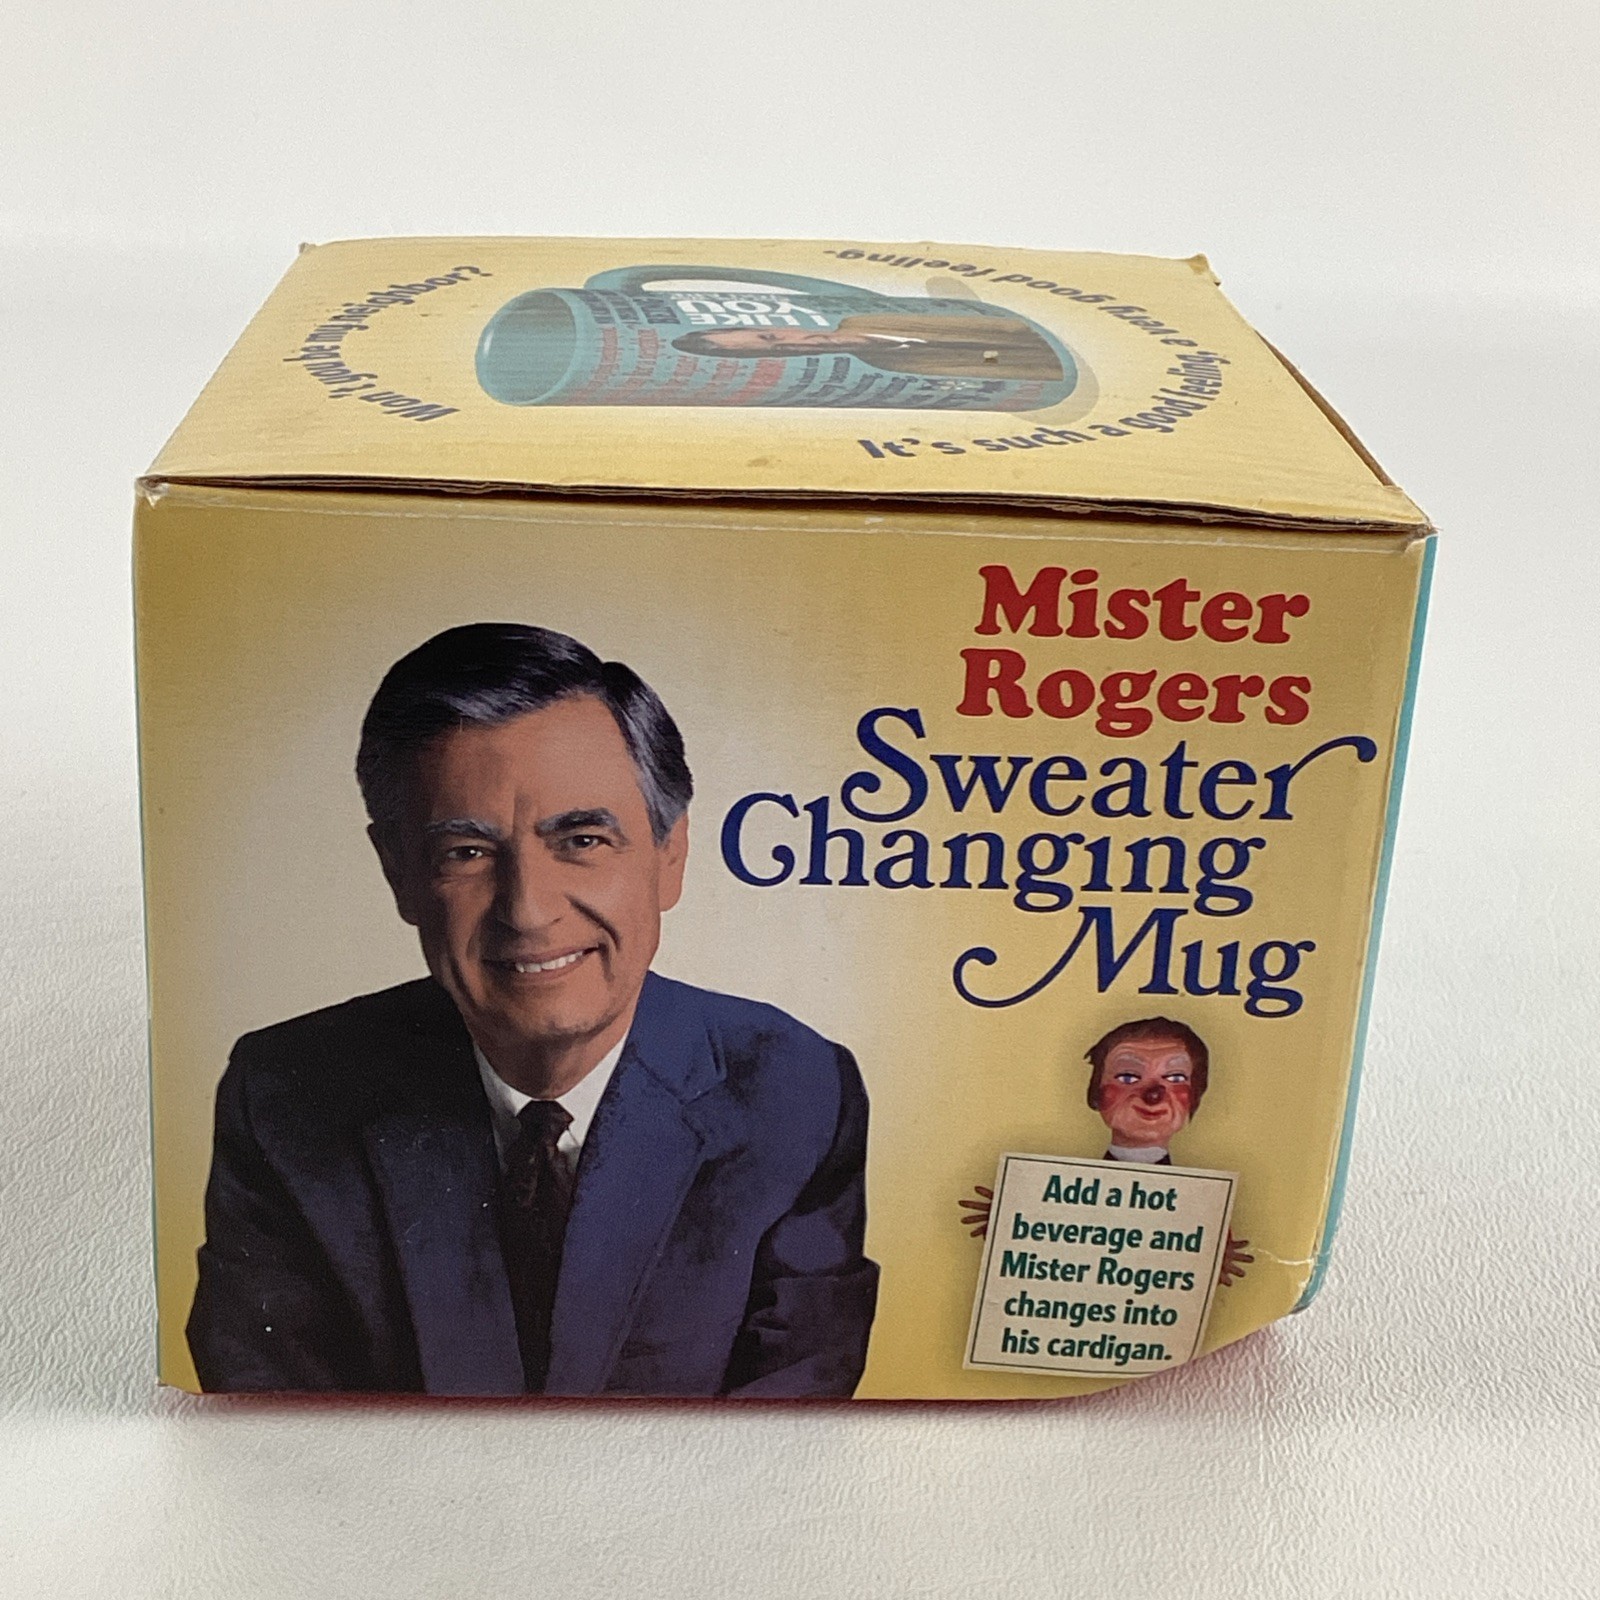 Won't you be my neighbor?
It's such a good feeling, a very good feeling.
I LIKE
YOU
Mister
Rogers
Sweater
Changing
Mug
Add a hot
beverage and
Mister Rogers
changes into
his cardigan.